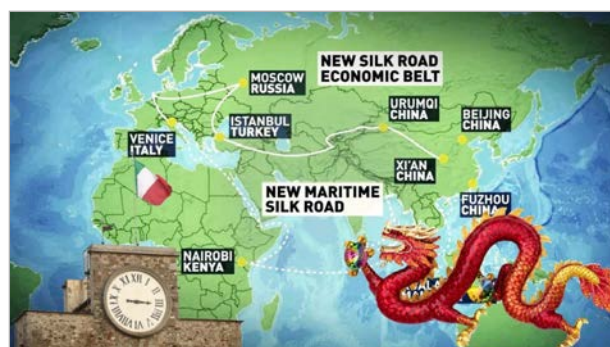 NEW SILK ROAD
ECONOMIC BELT
MOSCOW
RUSSIA
URUMQI
CHINA
BEIJING
CHINA
ISTANBUL
TURKEY
VENICE
ITALY
XI'AN
CHINA
NEW MARITIME
SILK ROAD
FUZHOU
CHINA
NAIROBI
KENYA